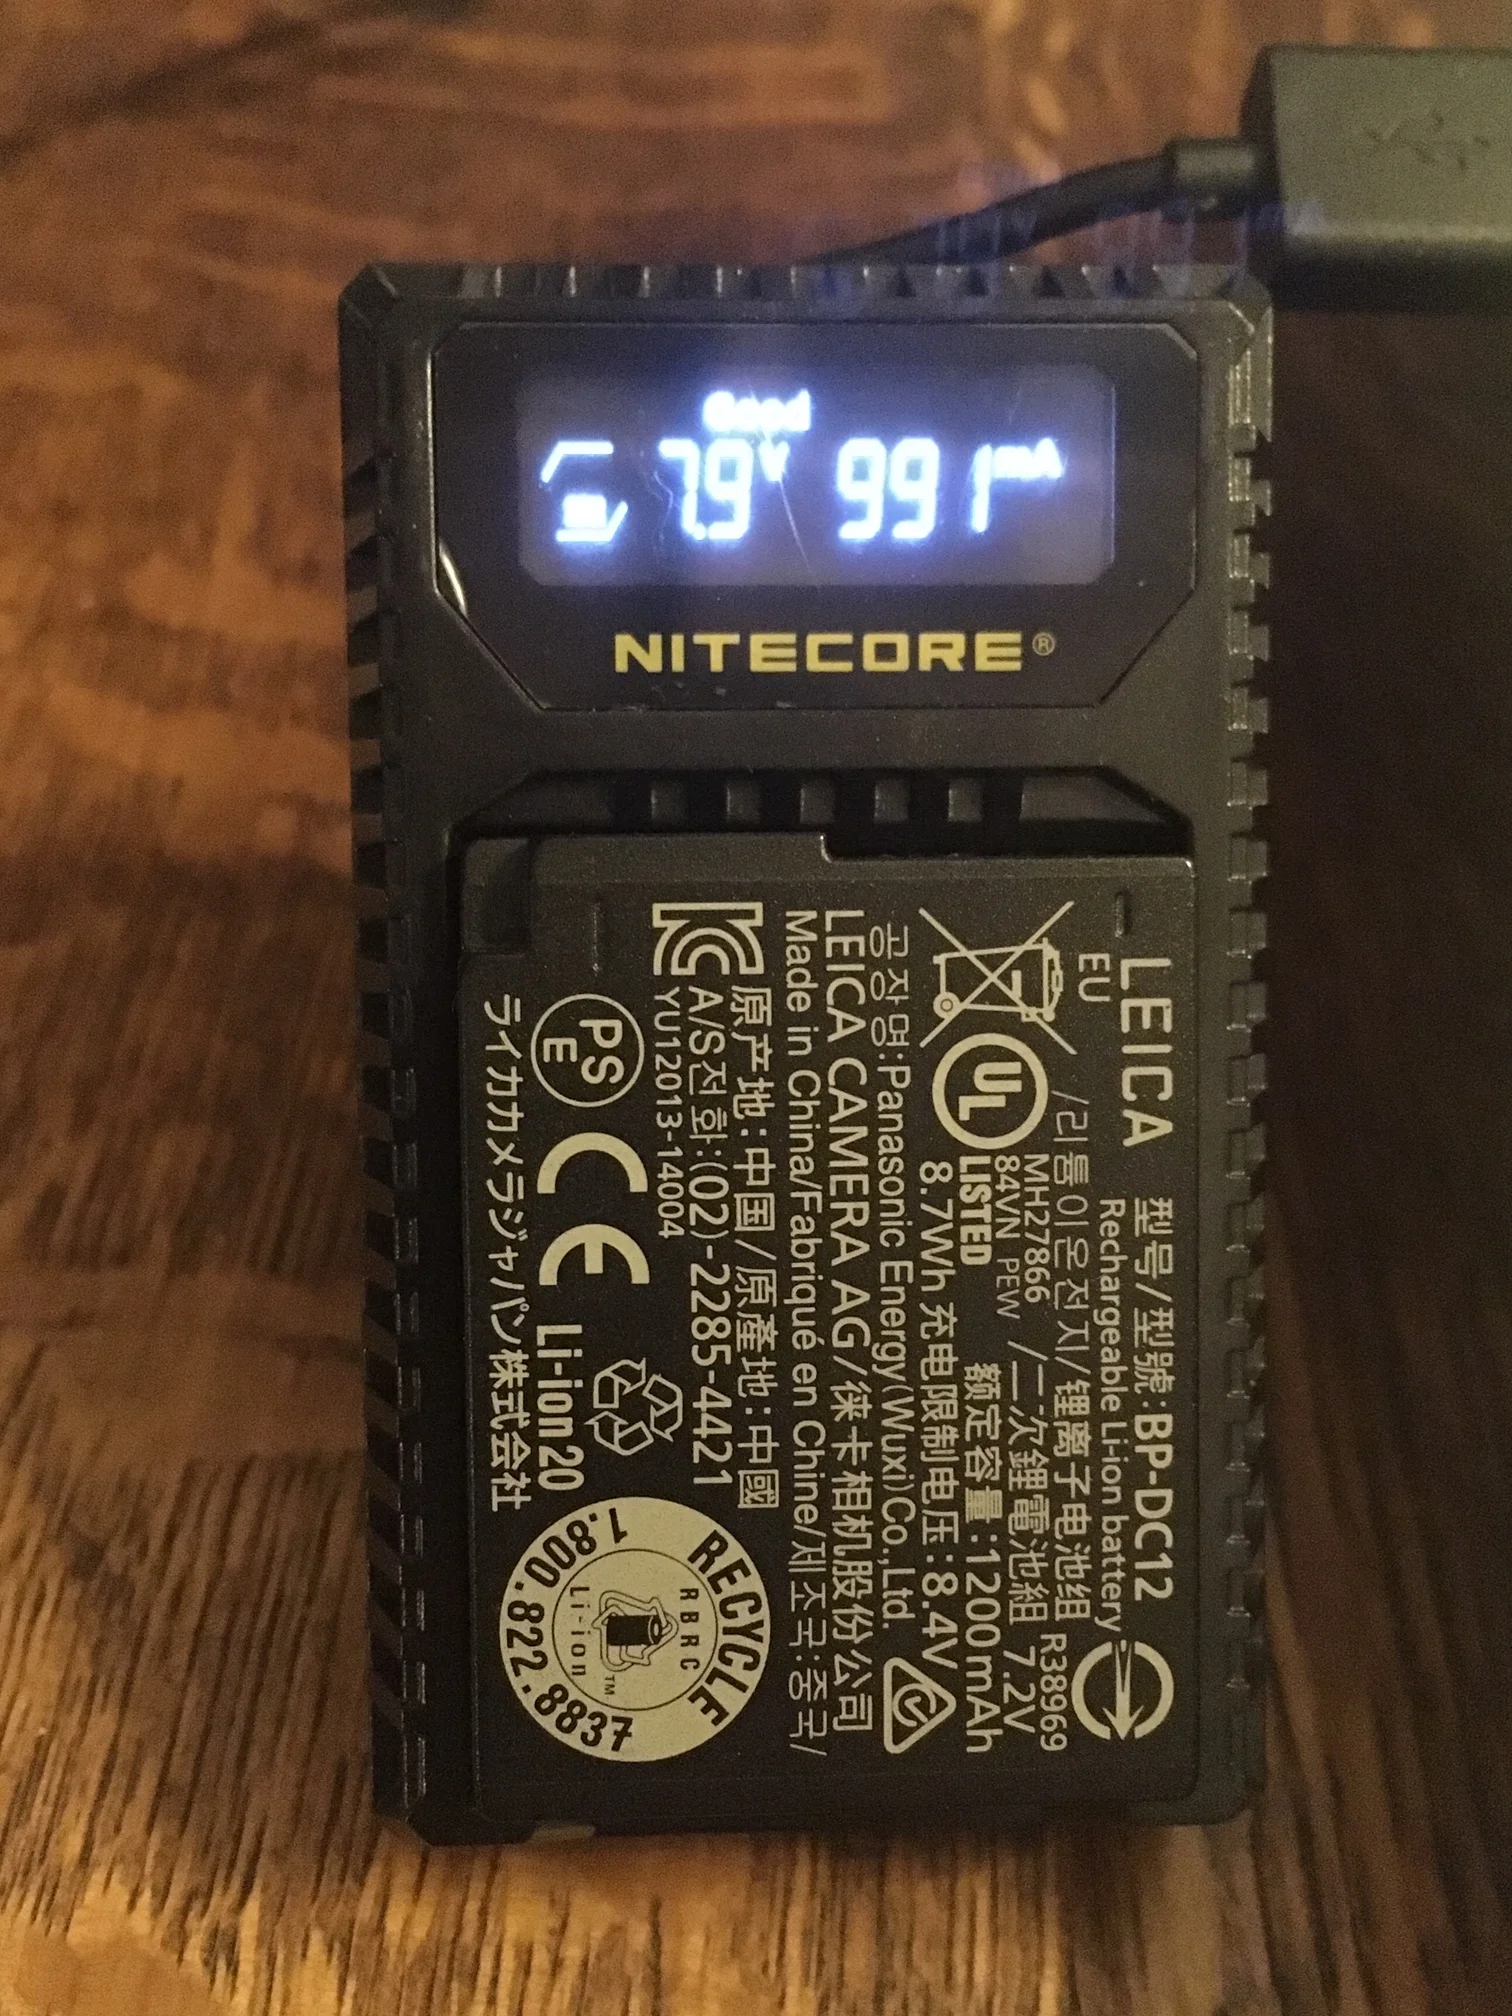 Good
7.9V 991mA
NITECORE®
LEICA 型号/型號:BP-DC12
EU Rechargeable Li-ion battery
/리튬이온전지/锂离子电池组 R38969
MH27866 /二次鋰電池組 7.2V
84VN PEW
UL LISTED 额定容量:1200mAh
8.7Wh 充电限制电压:8.4V
공장명:Panasonic Energy(Wuxi)Co.,Ltd.
LEICA CAMERA AG/徕卡相机股份公司
Made in China/Fabriqué en Chine/제조국:중국/
原产地:中国/原產地:中國
A/S전화:(02)-2285-4421
YU12013-14004
PS E CE Li-ion20
ライカカメラジャパン株式会社
RECYCLE
RBRC
Li-ion ™
1.800.822.8837